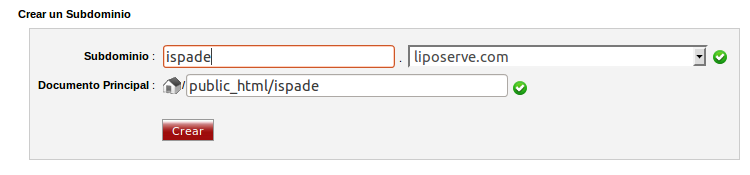 Crear un Subdominio
Subdominio : ispade . liposerve.com
Documento Principal : / public_html/ispade
Crear